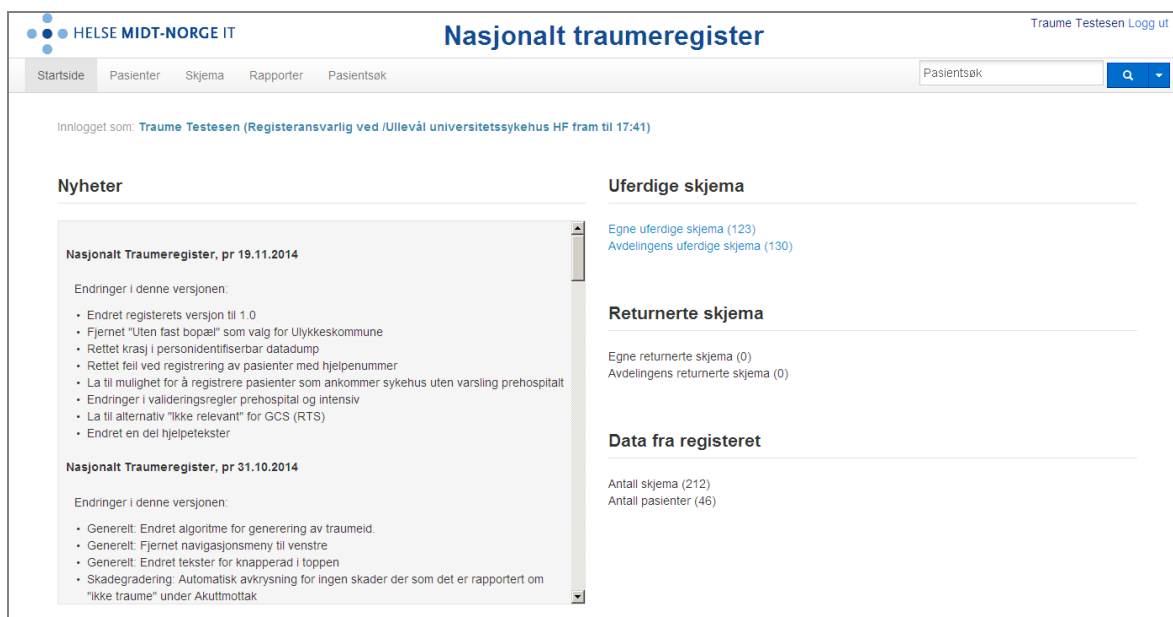 HELSE MIDT-NORGE IT
Nasjonalt traumeregister
Traume Testesen Logg ut
Startside Pasienter Skjema Rapporter Pasientsøk
Pasientsøk
Innlogget som: Traume Testesen (Registeransvarlig ved /Ullevål universitetssykehus HF fram til 17:41)
Nyheter
Nasjonalt Traumeregister, pr 19.11.2014
Endringer i denne versjonen:
• Endret registerets versjon til 1.0
• Fjernet "Uten fast bopæl" som valg for Ulykkeskommune
• Rettet krasj i personidentifiserbar datadump
• Rettet feil ved registrering av pasienter med hjelpenummer
• La til mulighet for å registrere pasienter som ankommer sykehus uten varsling prehospitalt
• Endringer i valideringsregler prehospital og intensiv
• La til alternativ "Ikke relevant" for GCS (RTS)
• Endret en del hjelpetekster
Nasjonalt Traumeregister, pr 31.10.2014
Endringer i denne versjonen:
• Generelt: Endret algoritme for generering av traumeid.
• Generelt: Fjernet navigasjonsmeny til venstre
• Generelt: Endret tekster for knapperad i toppen
• Skadegradering: Automatisk avkrysning for ingen skader der som det er rapportert om
"ikke traume" under Akuttmottak
Uferdige skjema
Egne uferdige skjema (123)
Avdelingens uferdige skjema (130)
Returnerte skjema
Egne returnerte skjema (0)
Avdelingens returnerte skjema (0)
Data fra registeret
Antall skjema (212)
Antall pasienter (46)